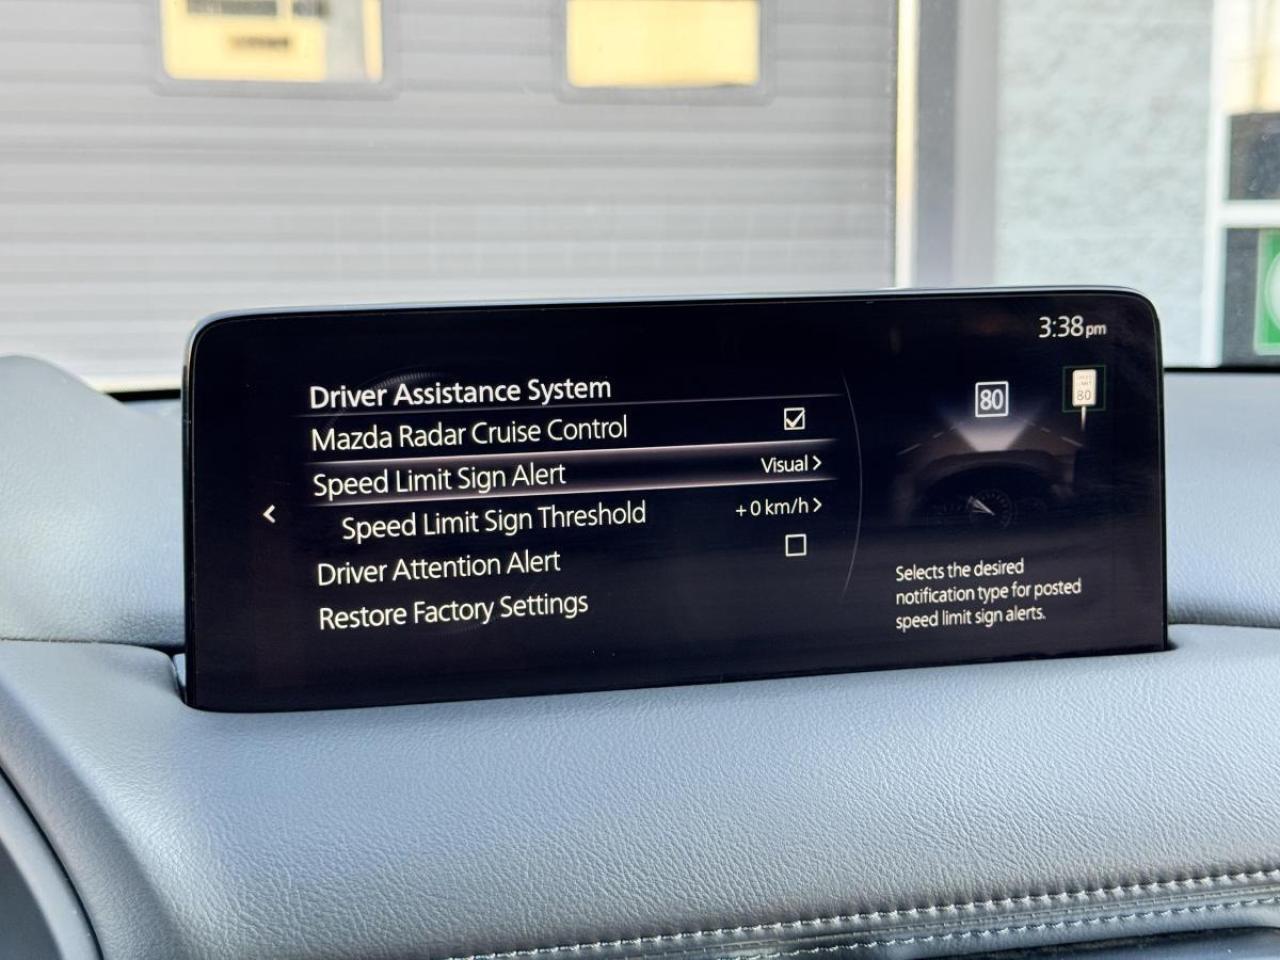 3:38pm
Driver Assistance System
Mazda Radar Cruise Control
Speed Limit Sign Alert Visual >
Speed Limit Sign Threshold +0 km/h >
Driver Attention Alert
Restore Factory Settings
80
80
Selects the desired
notification type for posted
speed limit sign alerts.